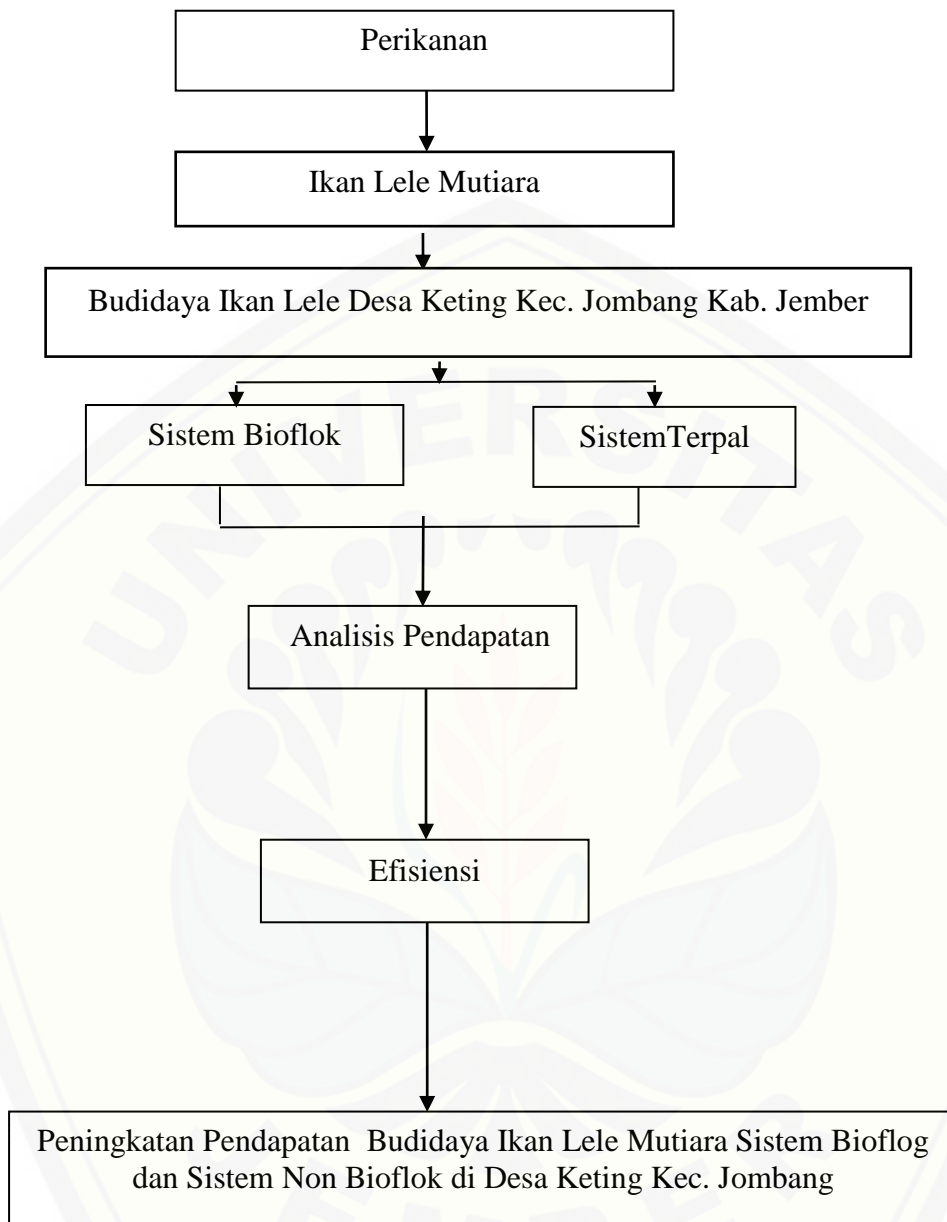 Perikanan
Ikan Lele Mutiara
Budidaya Ikan Lele Desa Keting Kec. Jombang Kab. Jember
Sistem Bioflok
SistemTerpal
UNIVERSITAS
Analisis Pendapatan
Efisiensi
Peningkatan Pendapatan Budidaya Ikan Lele Mutiara Sistem Bioflog
dan Sistem Non Bioflok di Desa Keting Kec. Jombang